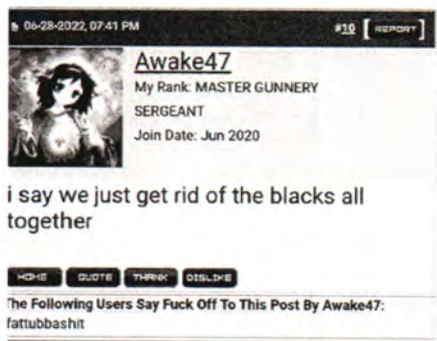 06-28-2022, 07:41 PM #10 [ REPORT ]
Awake47
My Rank: MASTER GUNNERY
SERGEANT
Join Date: Jun 2020
i say we just get rid of the blacks all
together
HOME QUOTE THANK DISLIKE
The Following Users Say Fuck Off To This Post By Awake47:
fattubbashit